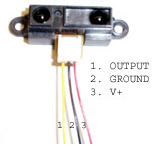 1. OUTPUT
2. GROUND
3. V+
1 2 3